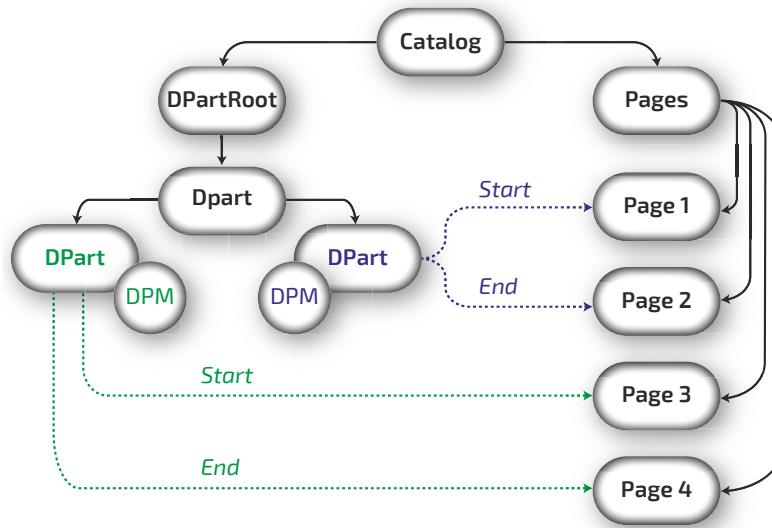 Catalog
DPartRoot
Pages
Dpart
Start
Page 1
DPart
DPart
DPM
DPM
End
Page 2
Start
Page 3
End
Page 4